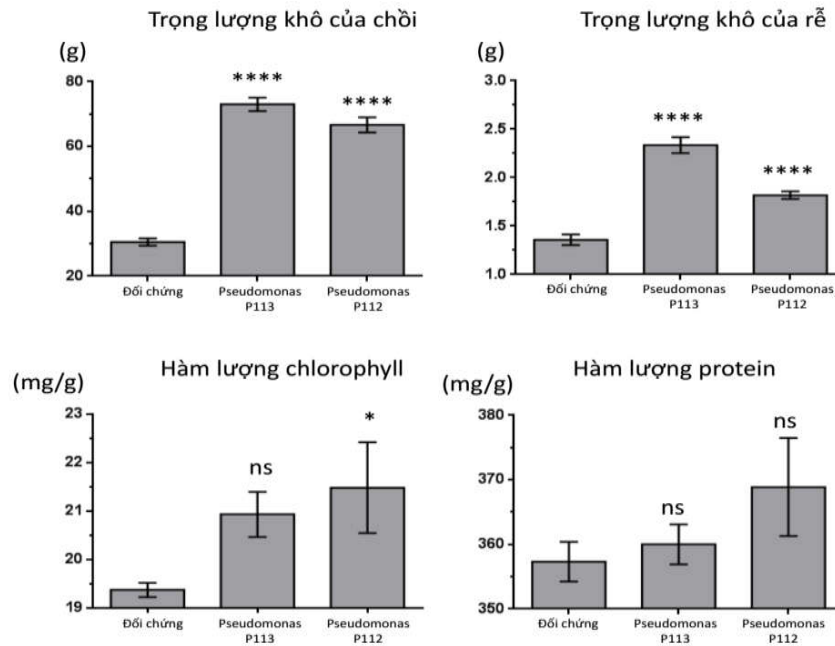 Trọng lượng khô của chồi
(g)
80
60
40
20
****
****
Đối chứng
Pseudomonas
P113
Pseudomonas
P112
Trọng lượng khô của rễ
(g)
3.0
2.5
2.0
1.5
1.0
****
****
Đối chứng
Pseudomonas
P113
Pseudomonas
P112
Hàm lượng chlorophyll
(mg/g)
23
22
21
20
19
ns
*
Đối chứng
Pseudomonas
P113
Pseudomonas
P112
Hàm lượng protein
(mg/g)
380
370
360
350
ns
ns
Đối chứng
Pseudomonas
P113
Pseudomonas
P112